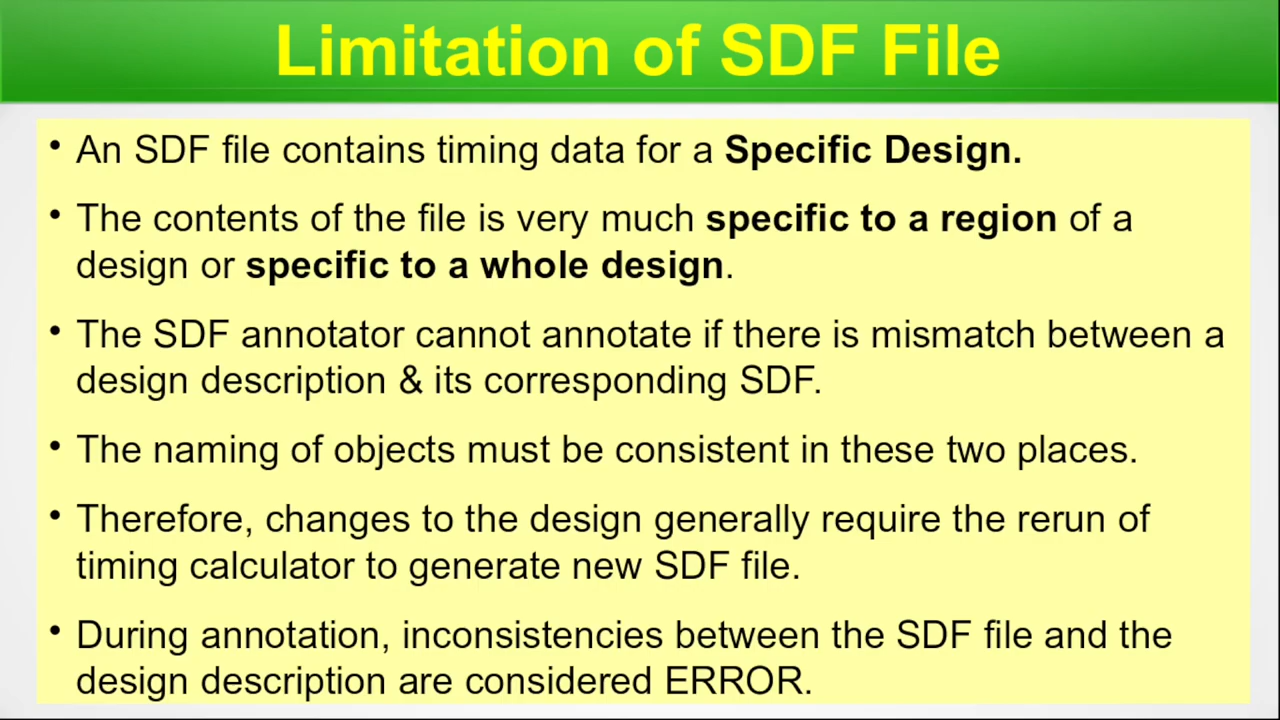 Limitation of SDF File
• An SDF file contains timing data for a Specific Design.
• The contents of the file is very much specific to a region of a
design or specific to a whole design.
• The SDF annotator cannot annotate if there is mismatch between a
design description & its corresponding SDF.
• The naming of objects must be consistent in these two places.
• Therefore, changes to the design generally require the rerun of
timing calculator to generate new SDF file.
• During annotation, inconsistencies between the SDF file and the
design description are considered ERROR.